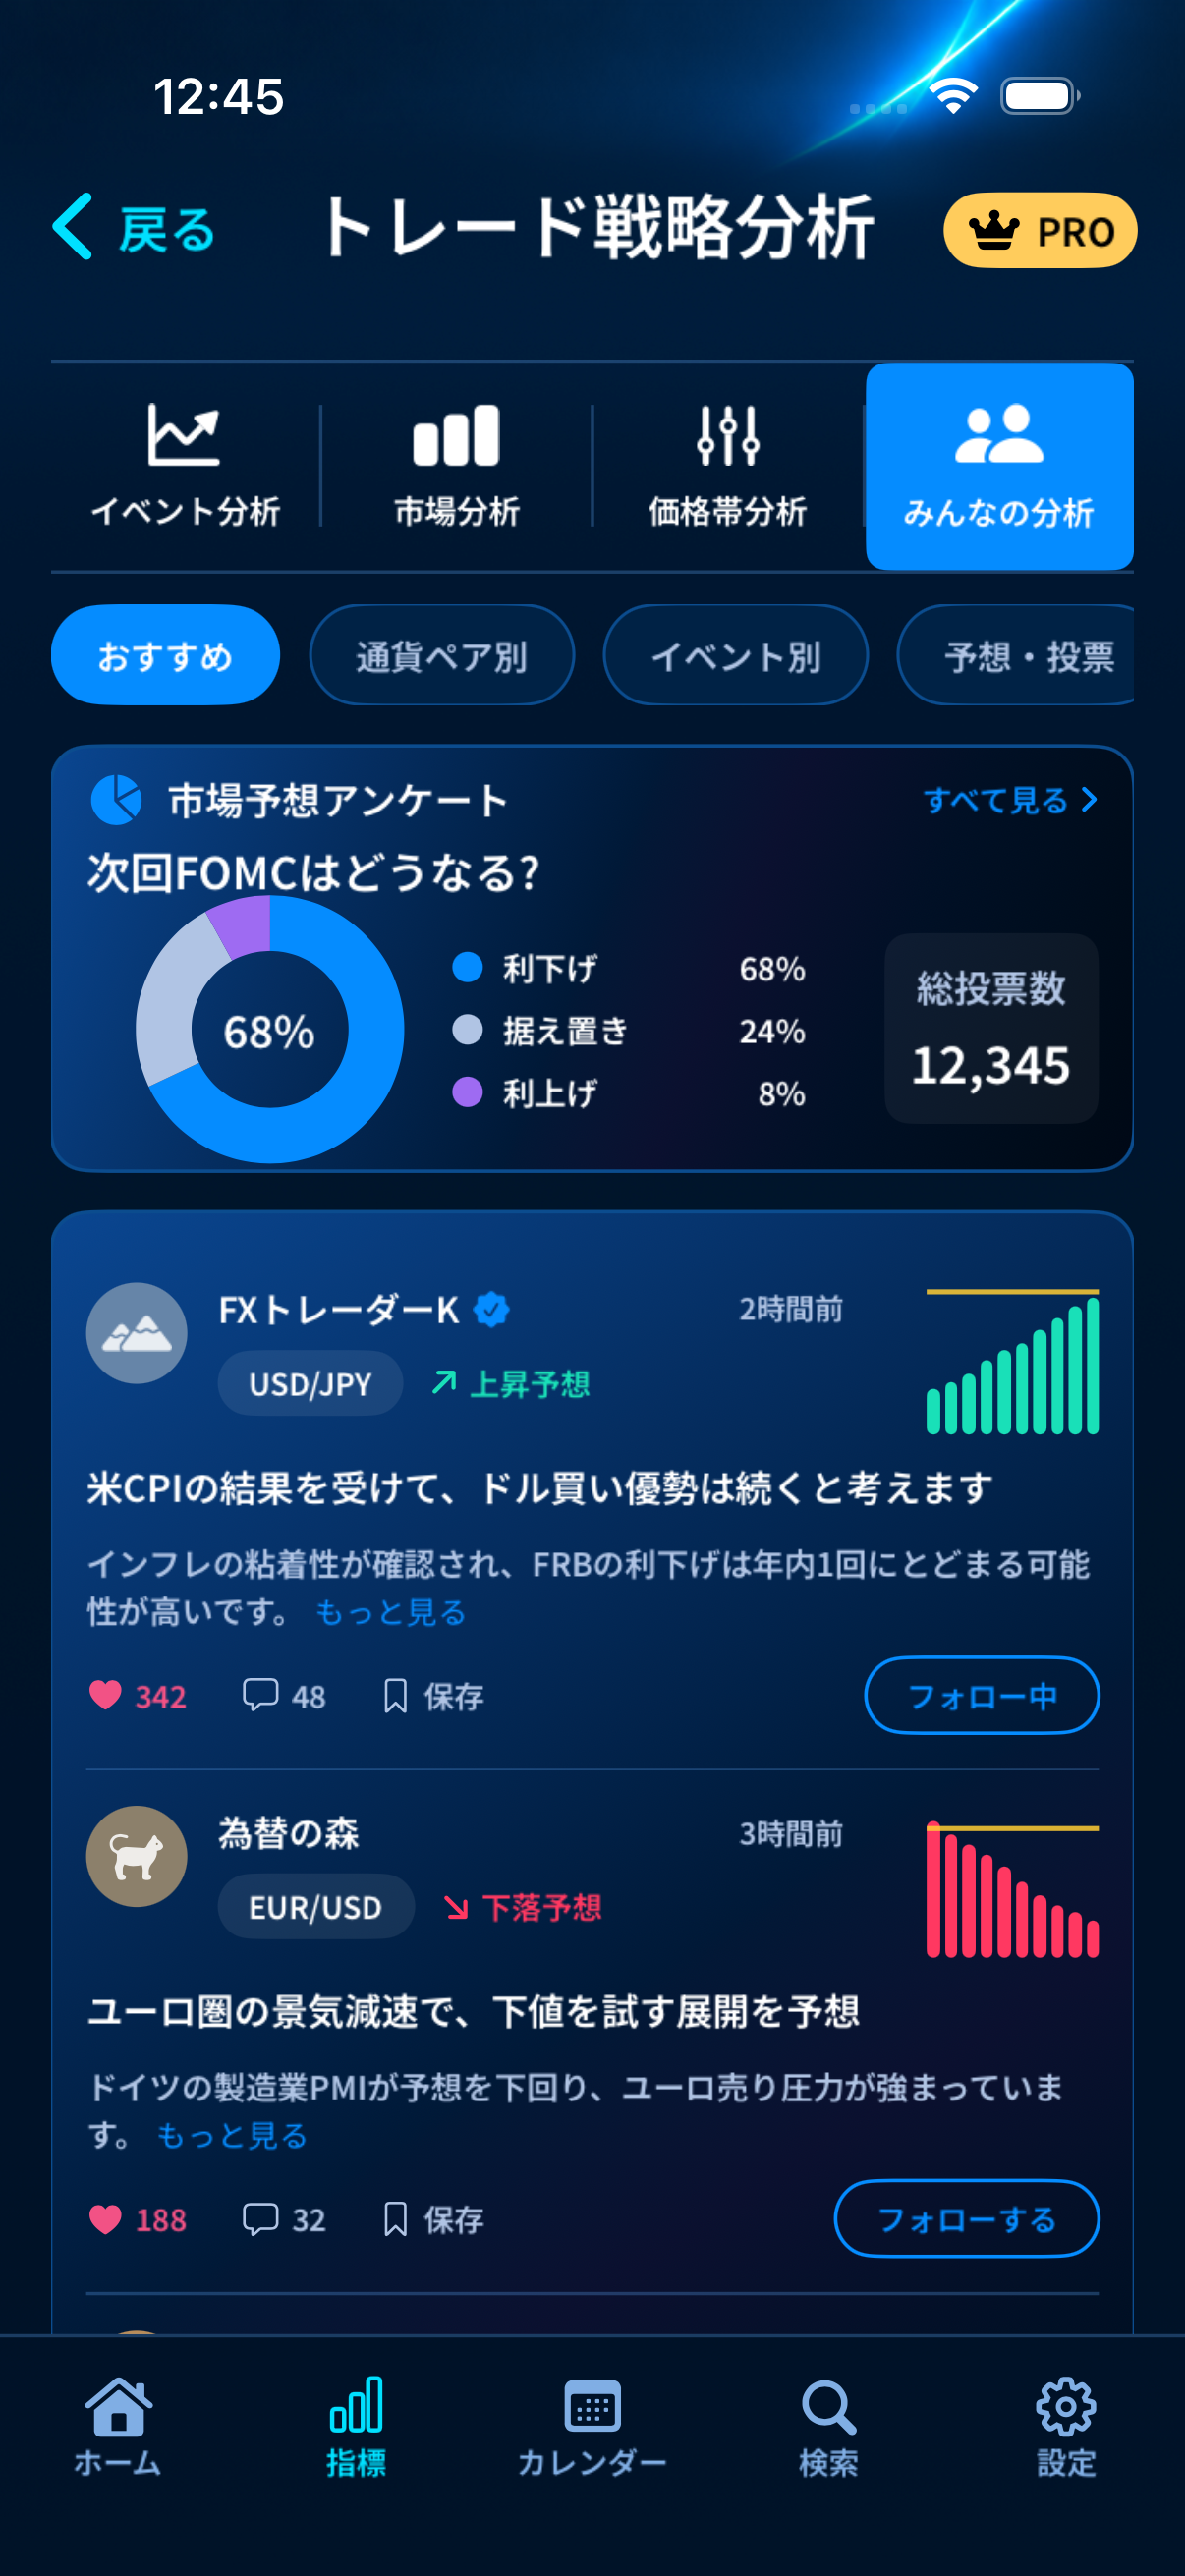 12:45
戻る
トレード戦略分析
PRO
イベント分析
市場分析
価格帯分析
みんなの分析
おすすめ
通貨ペア別
イベント別
予想・投票
市場予想アンケート
すべて見る
次回FOMCはどうなる?
68%
利下げ 68%
据え置き 24%
利上げ 8%
総投票数
12,345
FXトレーダーK
2時間前
USD/JPY
上昇予想
米CPIの結果を受けて、ドル買い優勢は続くと考えます
インフレの粘着性が確認され、FRBの利下げは年内1回にとどまる可能
性が高いです。 もっと見る
342
48
保存
フォロー中
為替の森
3時間前
EUR/USD
下落予想
ユーロ圏の景気減速で、下値を試す展開を予想
ドイツの製造業PMIが予想を下回り、ユーロ売り圧力が強まっていま
す。 もっと見る
188
32
保存
フォローする
ホーム
指標
カレンダー
検索
設定